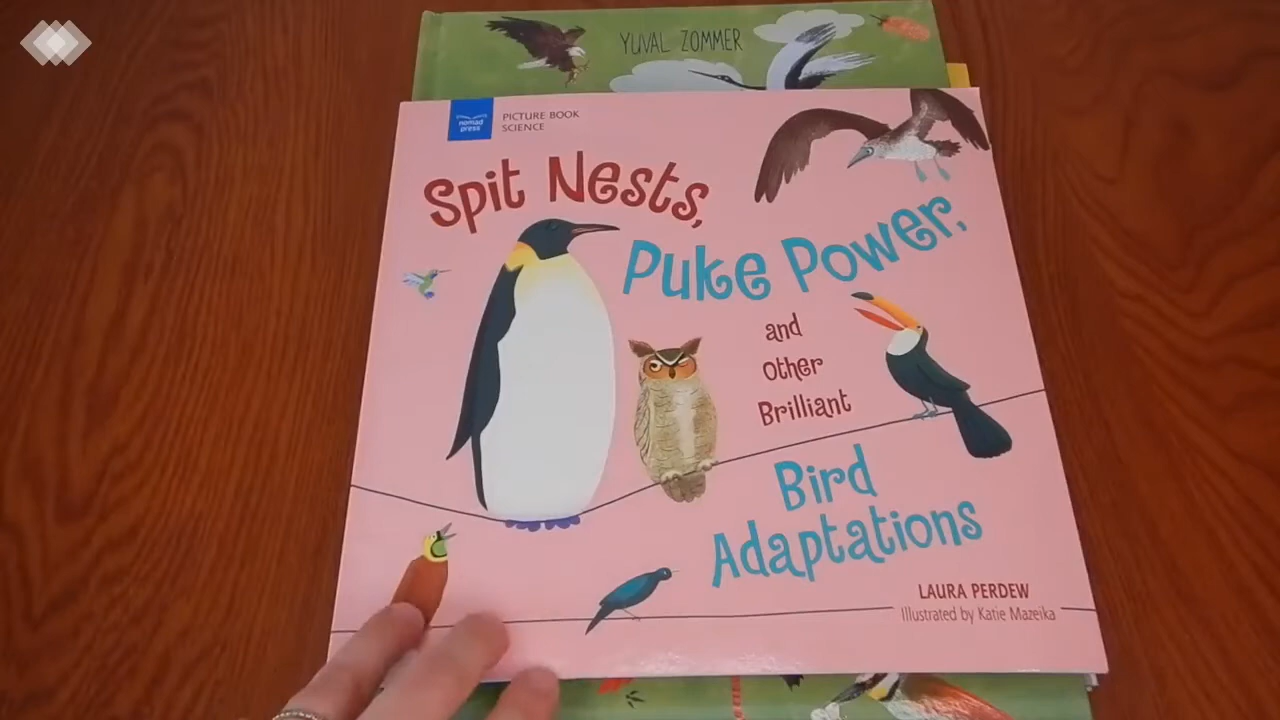 YUVAL ZOMMER
nomad
press
PICTURE BOOK
SCIENCE
Spit Nests,
Puke Power,
and
other
Brilliant
Bird
Adaptations
LAURA PERDEW
Illustrated by Katie Mazeika